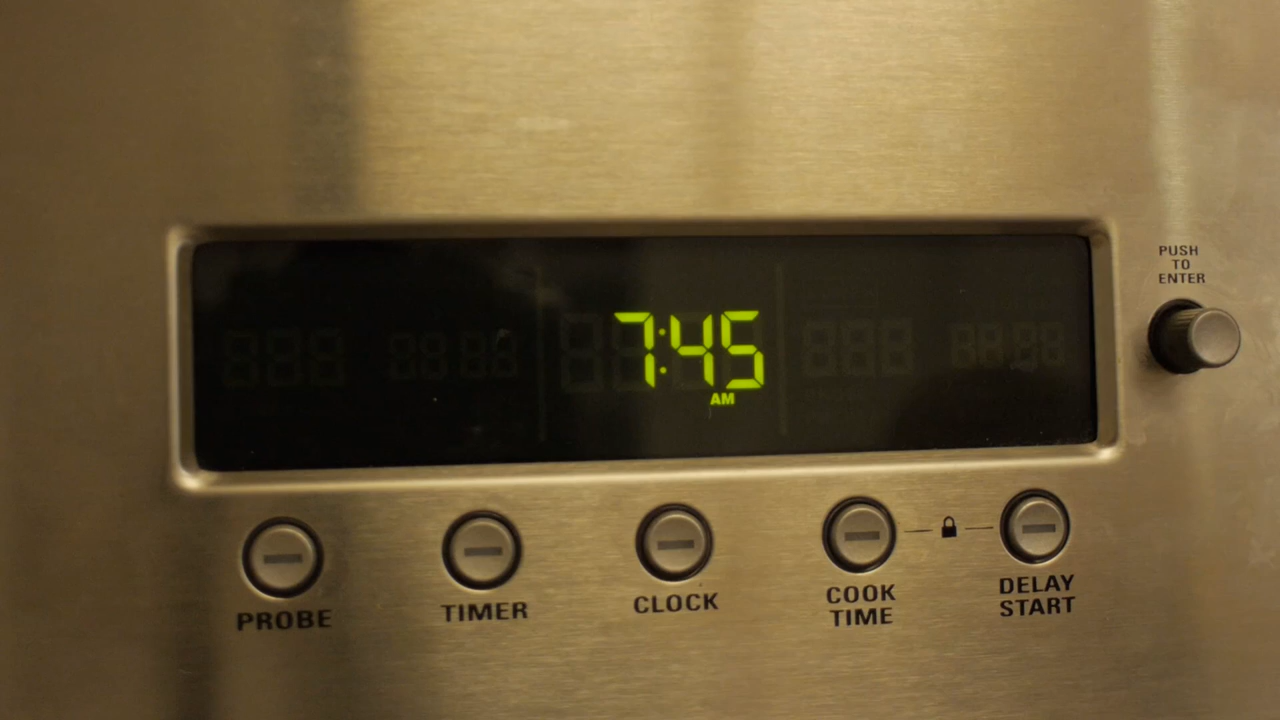 PUSH
TO
ENTER
7:45
AM
PROBE
TIMER
CLOCK
COOK
TIME
DELAY
START